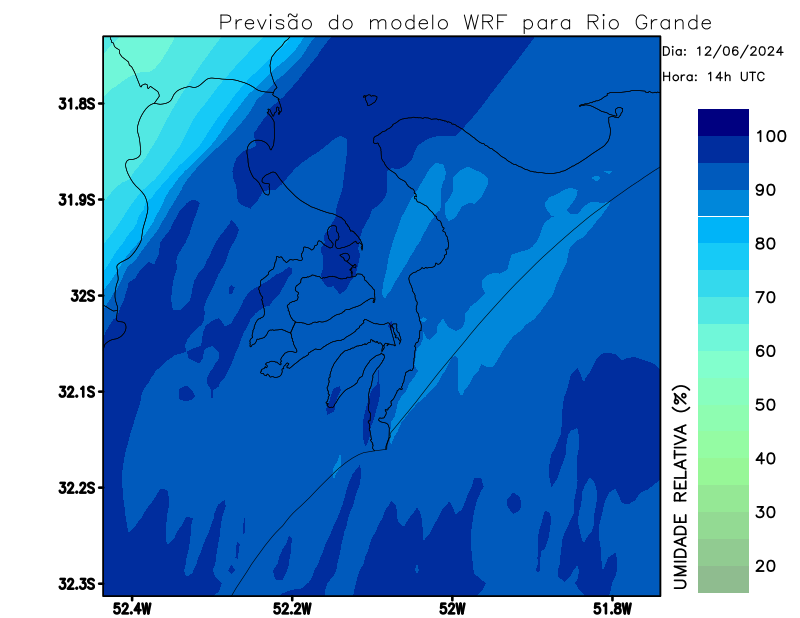 Previsão do modelo WRF para Rio Grande
Dia: 12/06/2024
Hora: 14h UTC
31.8S
31.9S
32S
32.1S
32.2S
32.3S
52.4W
52.2W
52W
51.8W
100
90
80
70
60
50
40
30
20
UMIDADE RELATIVA (%)